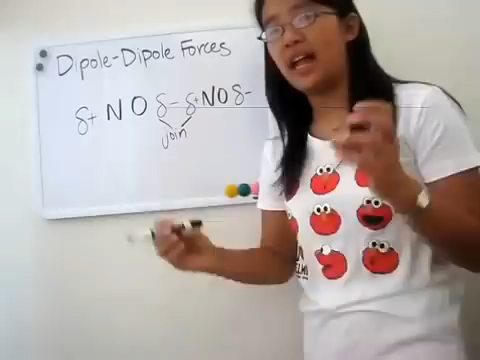 Dipole-Dipole Forces
δ+ N O δ- δ+ N O δ-
join